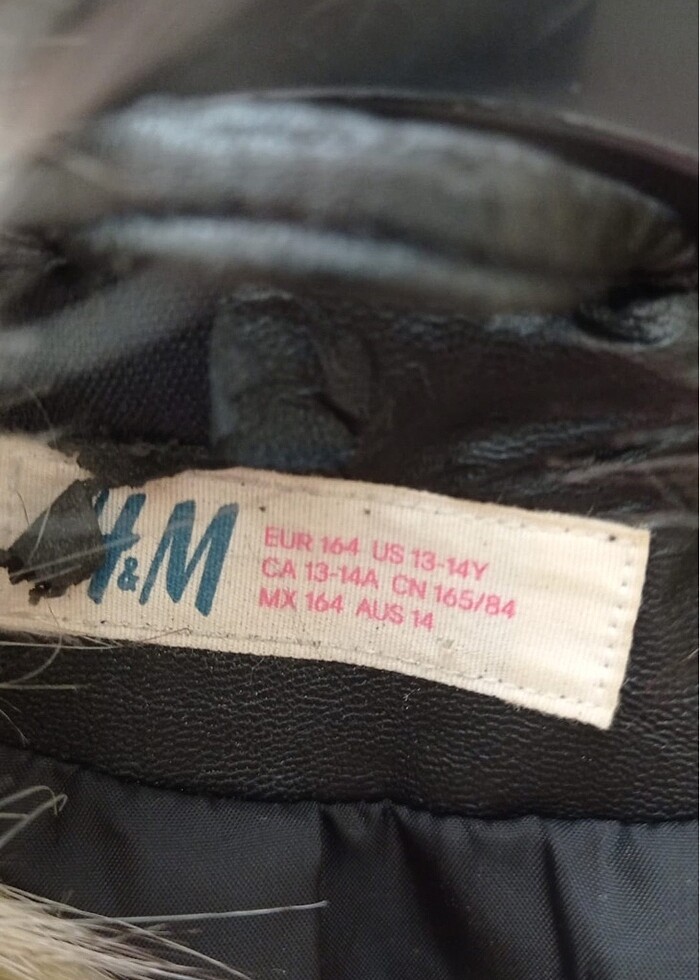 H&M
EUR 164 US 13-14Y
CA 13-14A CN 165/84
MX 164 AUS 14